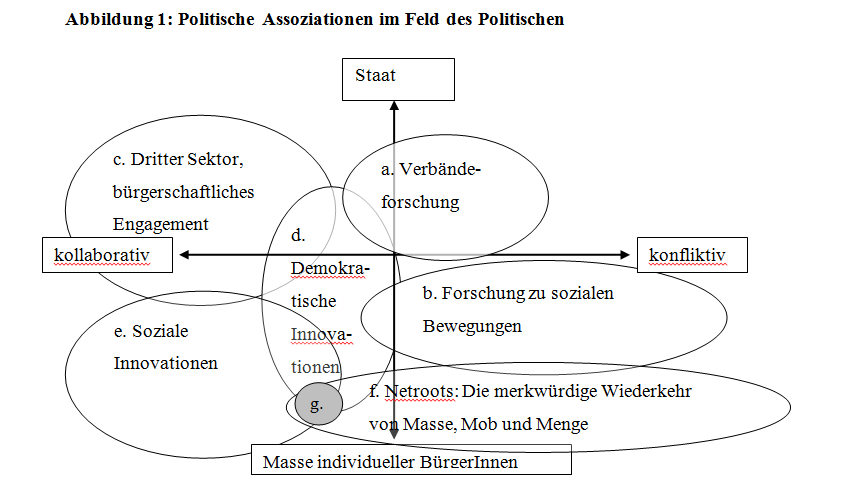 Abbildung 1: Politische Assoziationen im Feld des Politischen
Staat
c. Dritter Sektor,
bürgerschaftliches
Engagement
a. Verbände-
forschung
d.
Demokra-
tische
Innova-
tionen
kollaborativ
konfliktiv
b. Forschung zu sozialen
Bewegungen
e. Soziale
Innovationen
f. Netroots: Die merkwürdige Wiederkehr
von Masse, Mob und Menge
g.
Masse individueller BürgerInnen